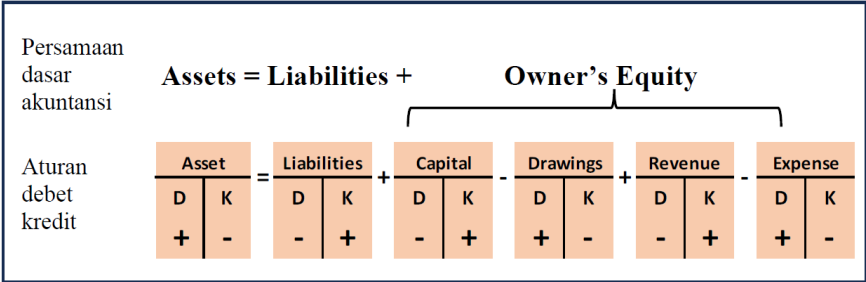 Persamaan
dasar
akuntansi
Assets = Liabilities + Owner's Equity
Aturan
debet
kredit
Asset = Liabilities + Capital - Drawings + Revenue - Expense
D K D K D K D K D K D K
+ - - + - + + - - + + -